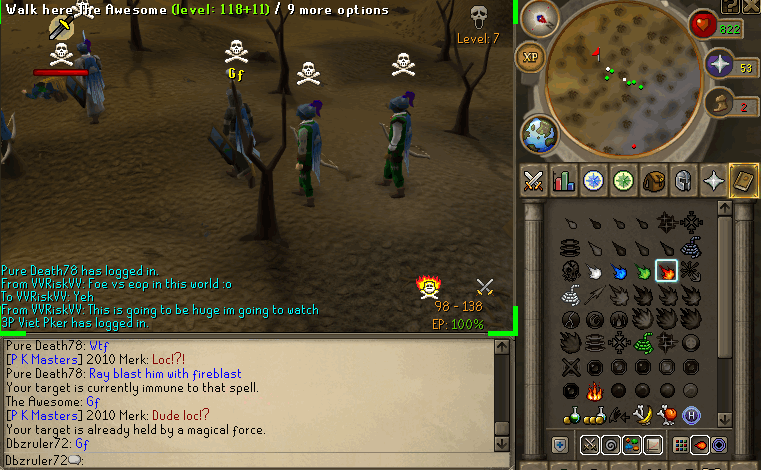 Walk here The Awesome (level: 118+11) / 9 more options
Level: 7
Gf
822
XP
53
2
Pure Death78 has logged in.
From VVRiskVV: Foe vs eop in this world :o
To VVRiskVV: Yeh
From VVRiskVV: This is going to be huge im going to watch
3P Viet Pker has logged in.
98 - 138
EP: 100%
Pure Death78: Wtf
[P K Masters] 2010 Merk: Loc!?!
Pure Death78: Ray blast him with fireblast
Your target is currently immune to that spell.
The Awesome: Gf
[P K Masters] 2010 Merk: Dude loc!?
Your target is already held by a magical force.
Dbzruler72: Gf
Dbzruler72:
H